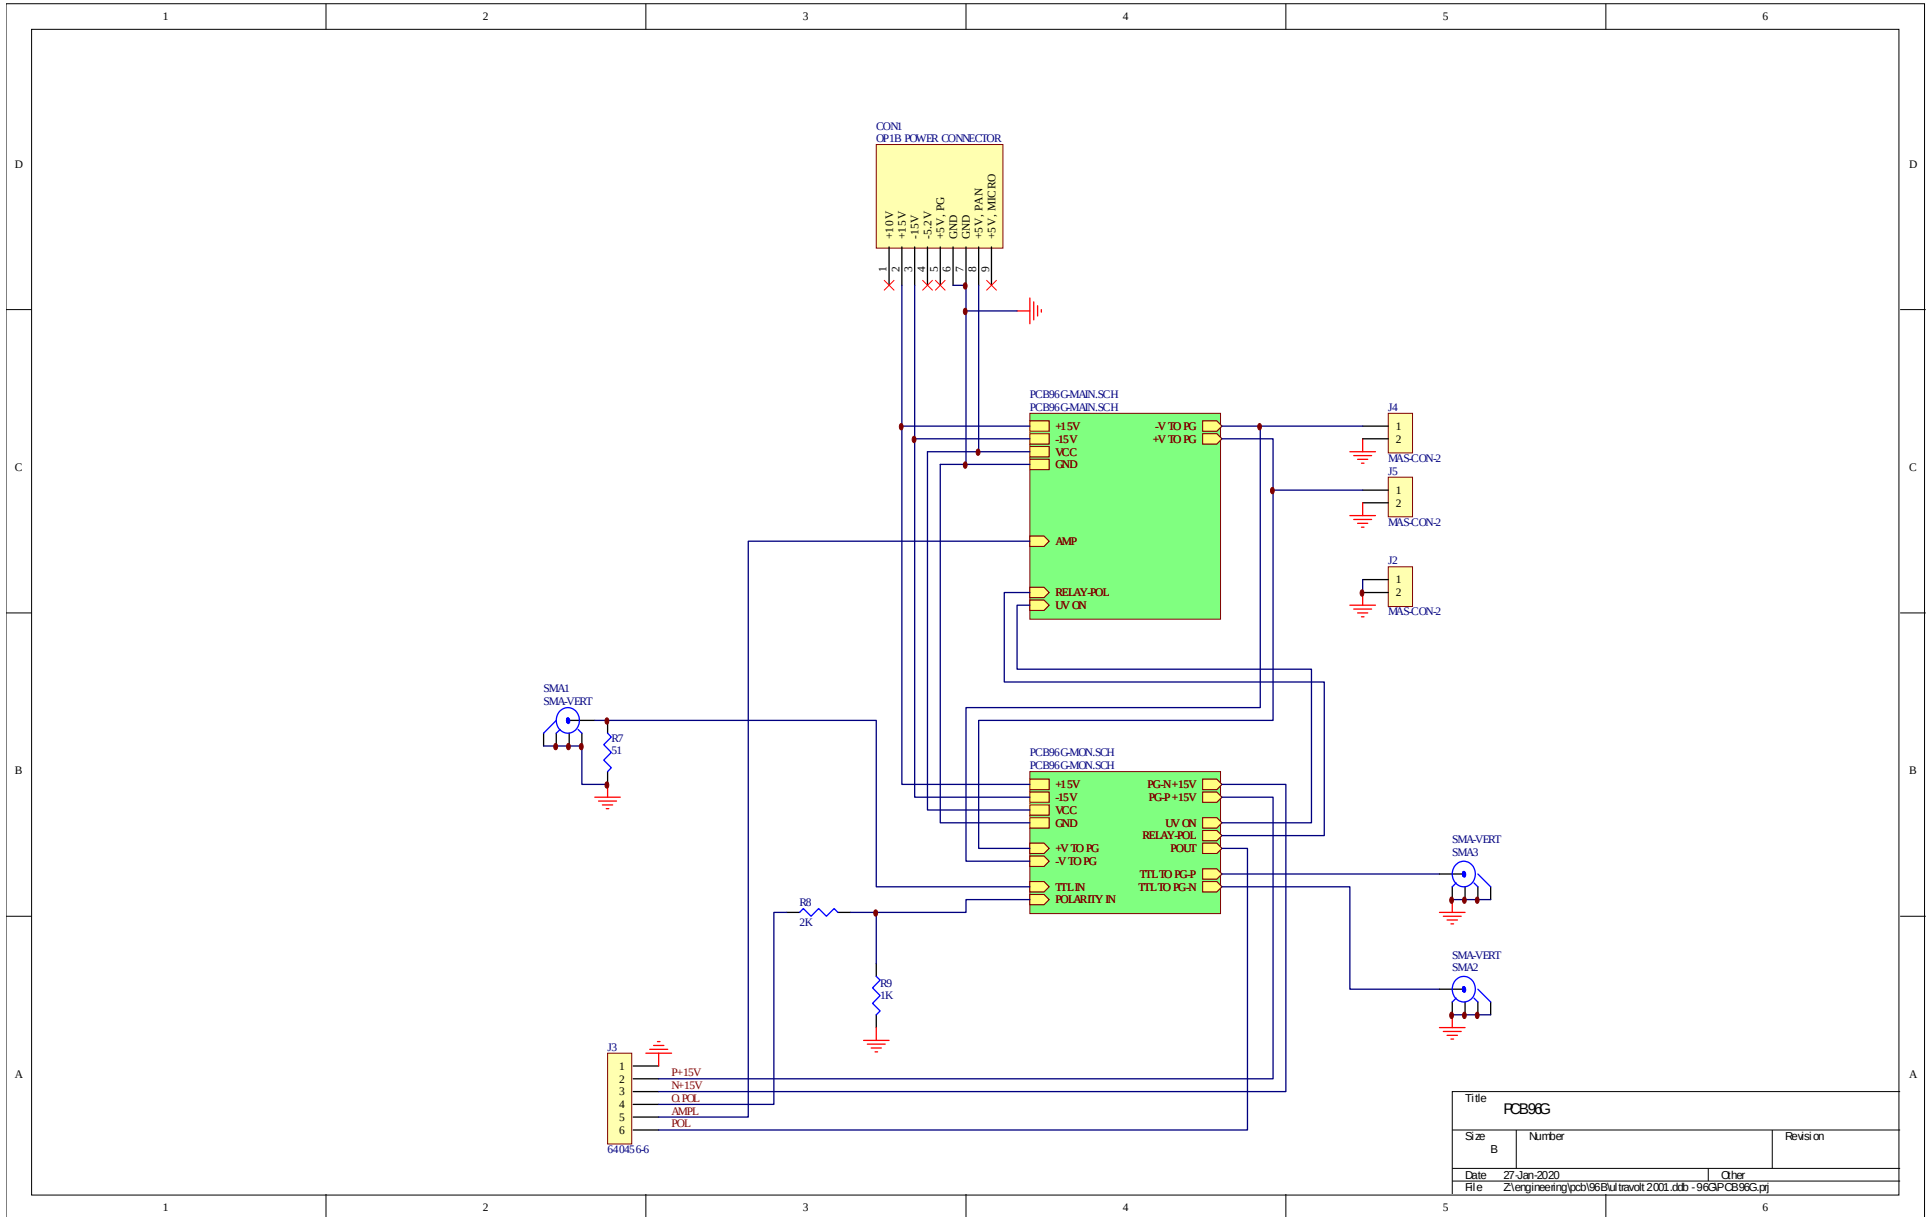 1 2 3 4 5 6
D D
C C
B B
A A
CON1
OP1B POWER CONNECTOR
+10V
+15V
-15V
-5.2V
+5V, PG
GND
GND
+5V, PAN
+5V, MICRO
1 2 3 4 5 6 7 8 9
PCB96G-MAIN.SCH
PCB96G-MAIN.SCH
+15V -V TO PG
-15V +V TO PG
VCC
GND
AMP
RELAY-POL
UV ON
J4
1
2
MAS-CON-2
J5
1
2
MAS-CON-2
J2
1
2
MAS-CON-2
SMA1
SMA-VERT
R7
51
PCB96G-MON.SCH
PCB96G-MON.SCH
+15V PG-N +15V
-15V PG-P +15V
VCC
GND UV ON
RELAY-POL
+V TO PG POUT
-V TO PG
TTL TO PG-P
TTL IN TTL TO PG-N
POLARITY IN
SMA-VERT
SMA3
R8
2K
R9
1K
SMA-VERT
SMA2
J3
1
2 P+15V
3 N+15V
4 O.POL
5 AMPL
6 POL
640456-6
Title
PCB96G
Size Number Revision
B
Date 27-Jan-2020 Other
File Z:\engineering\pcb\96B\ultravolt 2001.ddb - 96G\PCB96G.prj
1 2 3 4 5 6